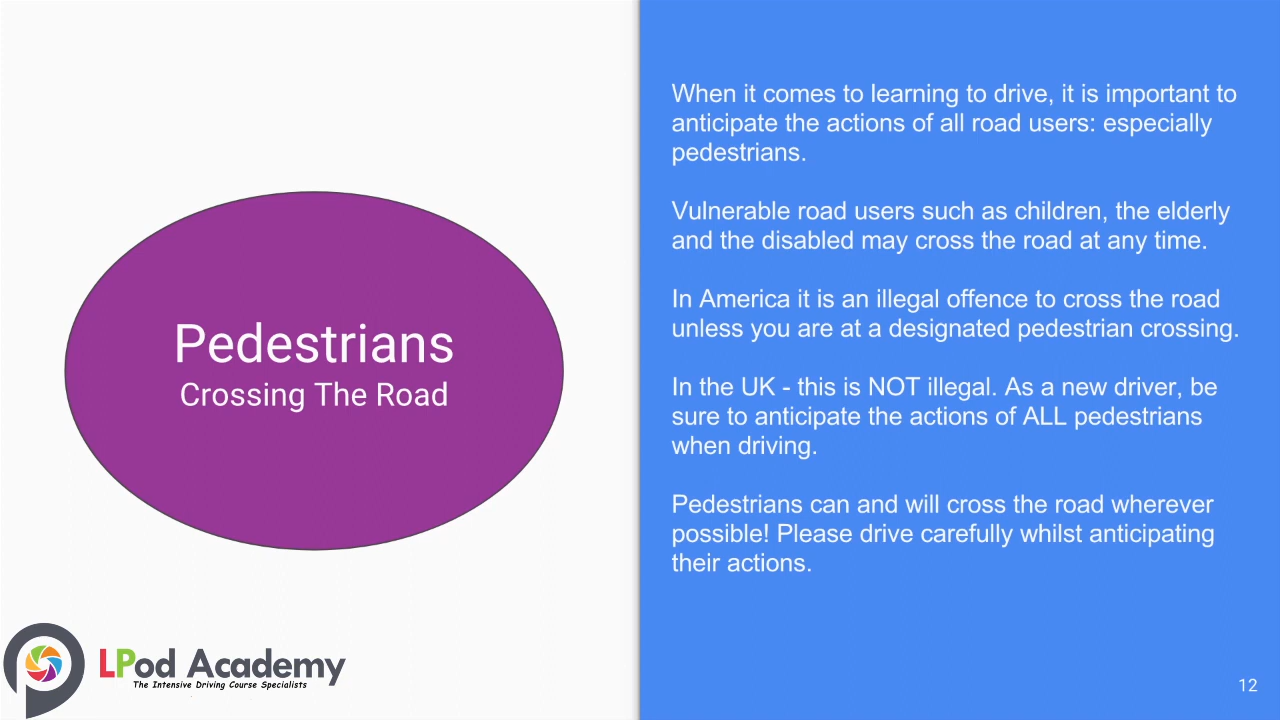 Pedestrians
Crossing The Road
When it comes to learning to drive, it is important to
anticipate the actions of all road users: especially
pedestrians.
Vulnerable road users such as children, the elderly
and the disabled may cross the road at any time.
In America it is an illegal offence to cross the road
unless you are at a designated pedestrian crossing.
In the UK - this is NOT illegal. As a new driver, be
sure to anticipate the actions of ALL pedestrians
when driving.
Pedestrians can and will cross the road wherever
possible! Please drive carefully whilst anticipating
their actions.
LPod Academy
The Intensive Driving Course Specialists
12